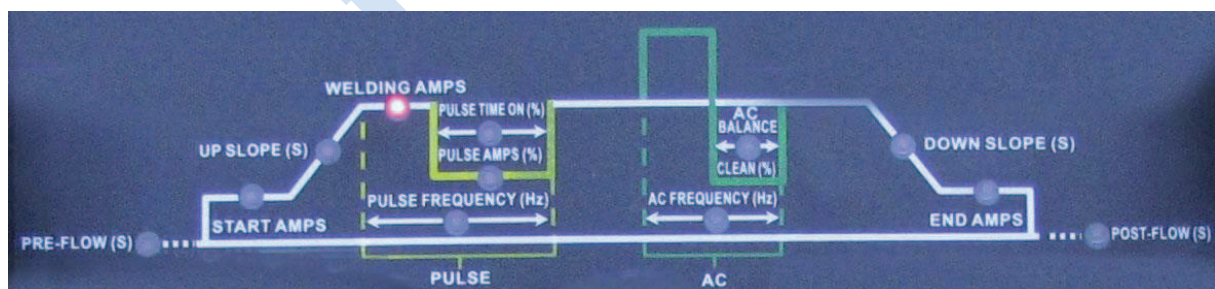 WELDING AMPS
PULSE TIME ON (%)
AC
BALANCE
UP SLOPE (S)
PULSE AMPS (%)
CLEAN (%)
DOWN SLOPE (S)
START AMPS
PULSE FREQUENCY (Hz)
AC FREQUENCY (Hz)
END AMPS
PRE-FLOW (S)
POST-FLOW (S)
PULSE
AC